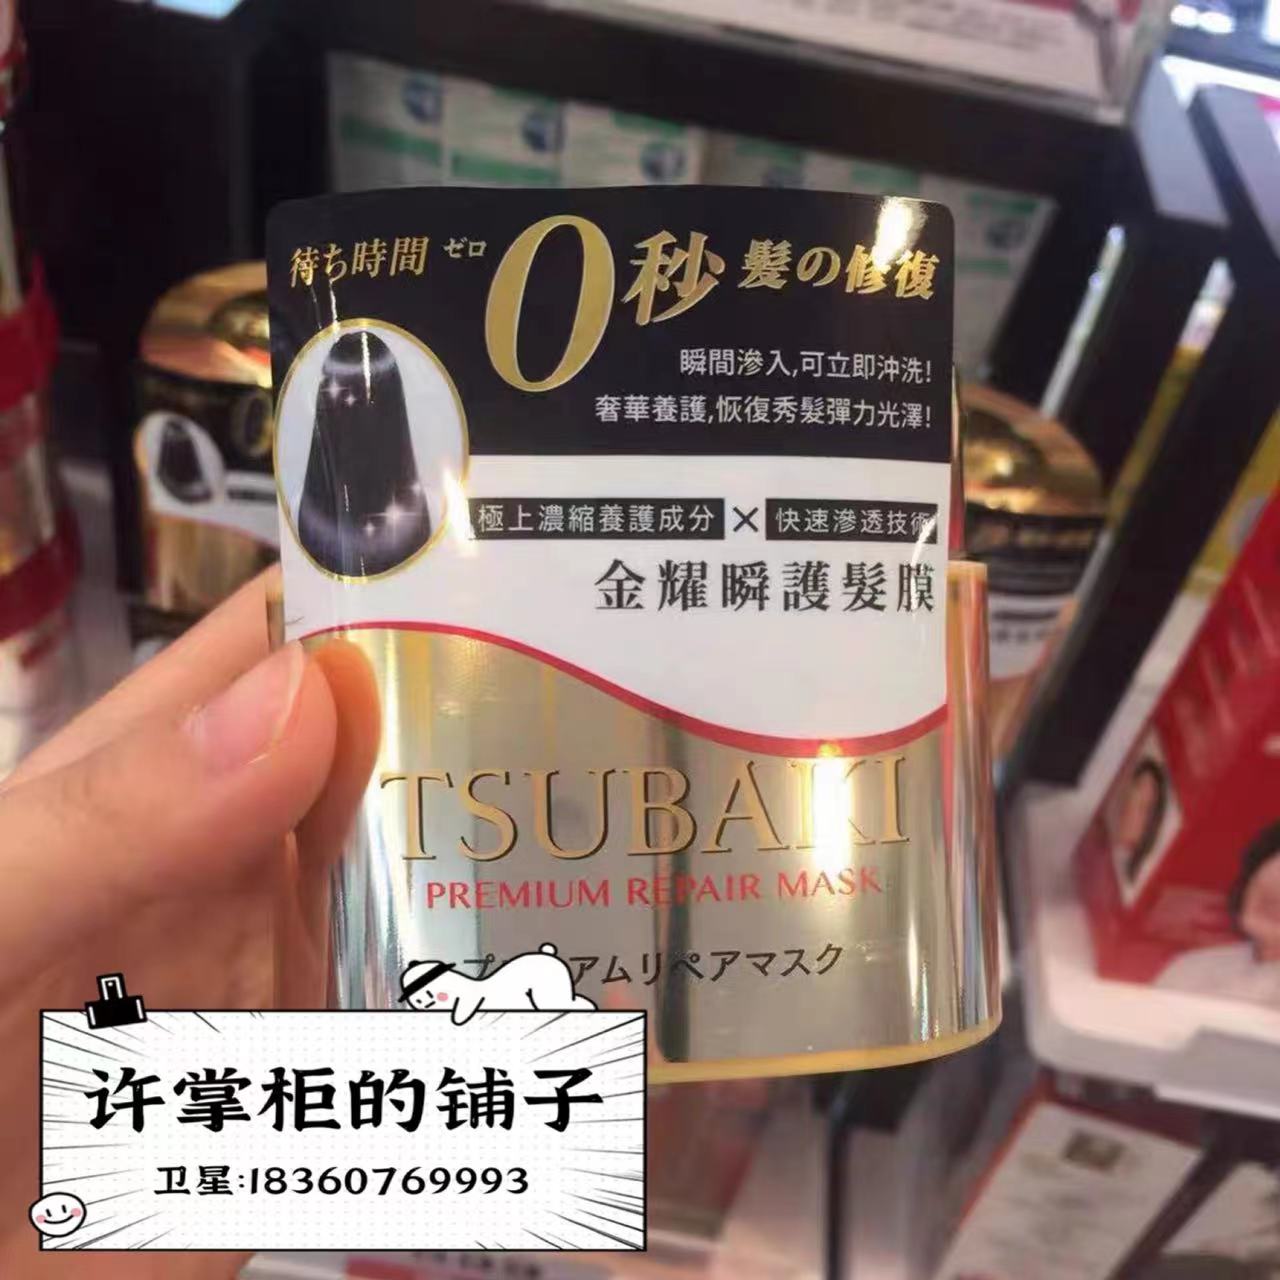 待ち時間 ゼロ 0秒 髮の修復
瞬間滲入,可立即沖洗!
奢華養護,恢復秀髮彈力光澤!
極上濃縮養護成分 × 快速滲透技術
金耀瞬護髮膜
TSUBAKI
PREMIUM REPAIR MASK
アムリペアマスク
许掌柜的铺子
卫星:18360769993